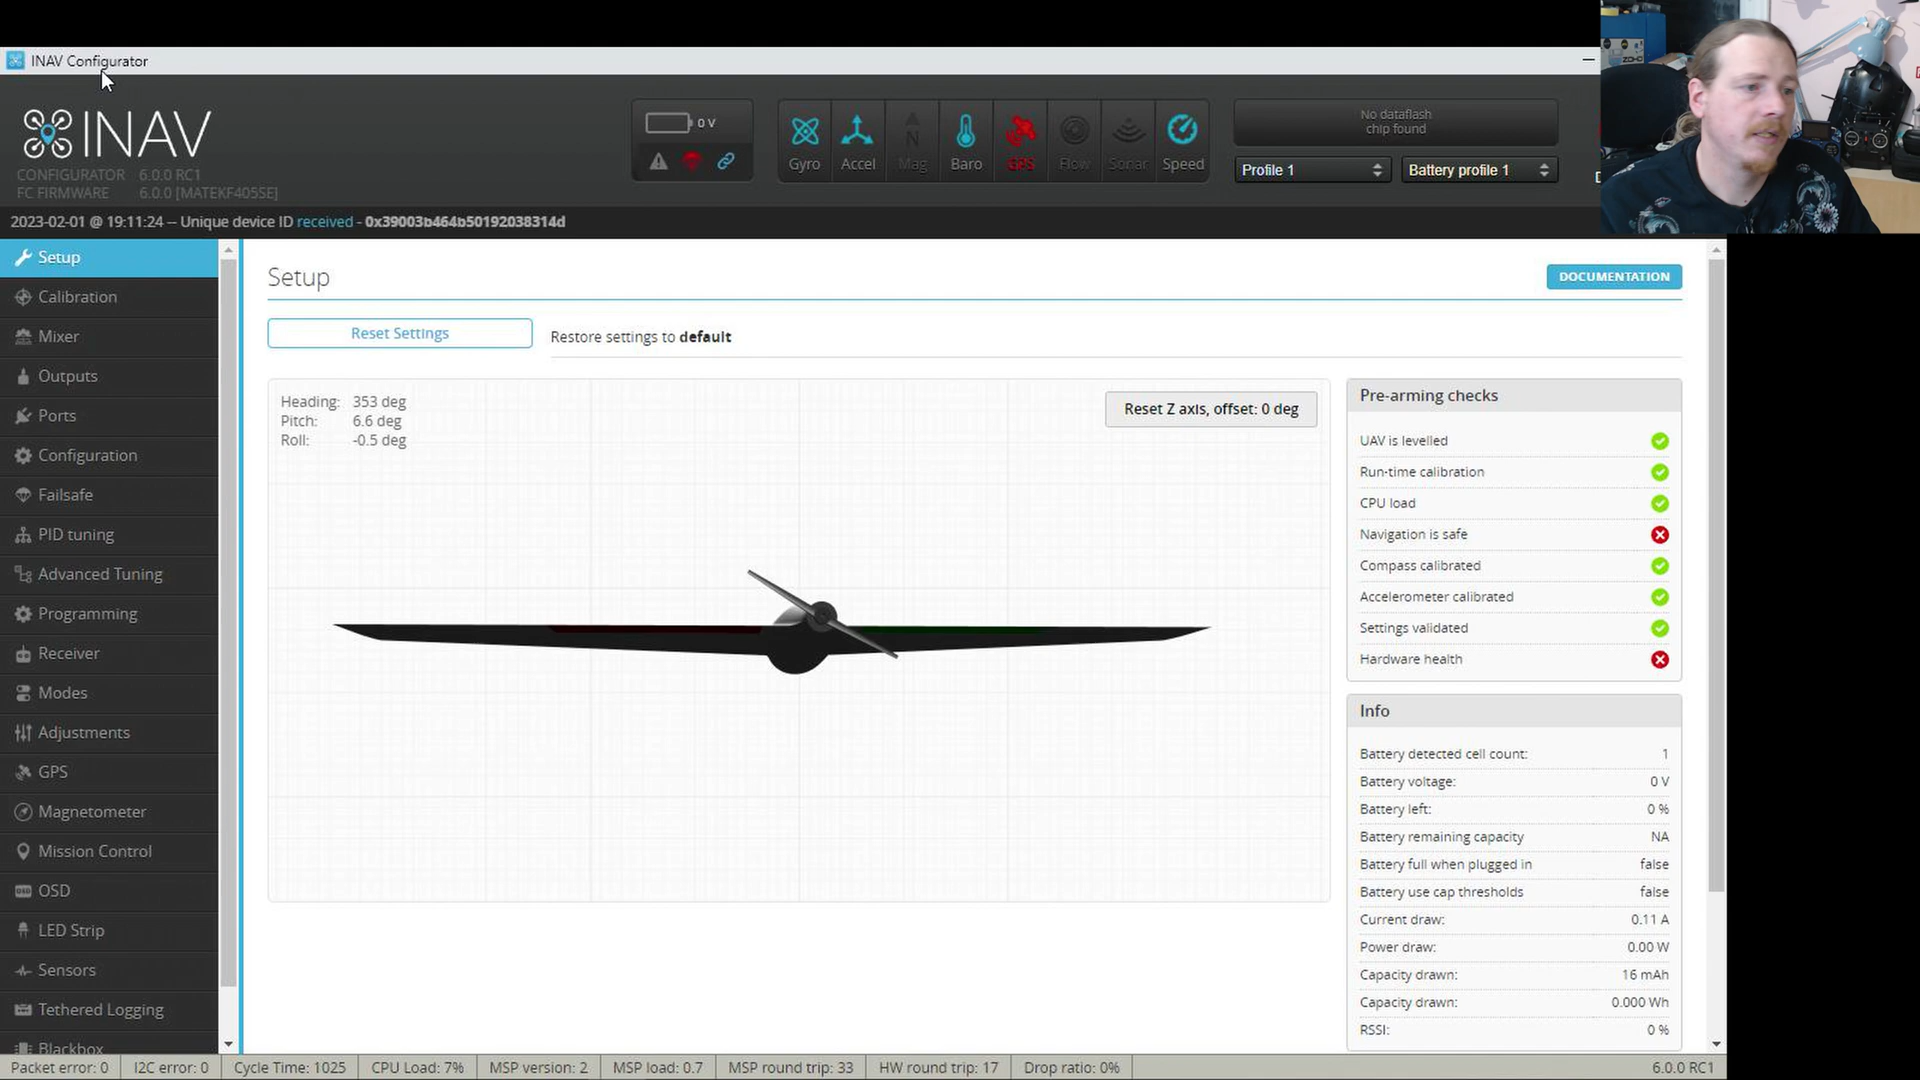 INAV Configurator
INAV
CONFIGURATOR 6.0.0 RC1
FC FIRMWARE 6.0.0 [MATEKF405SE]
0 V
Gyro
Accel
Mag
Baro
GPS
Flow
Sonar
Speed
No dataflash
chip found
Profile 1
Battery profile 1
2023-02-01 @ 19:11:24 -- Unique device ID received - 0x39003b464b50192038314d
Setup
Calibration
Mixer
Outputs
Ports
Configuration
Failsafe
PID tuning
Advanced Tuning
Programming
Receiver
Modes
Adjustments
GPS
Magnetometer
Mission Control
OSD
LED Strip
Sensors
Tethered Logging
Blackbox
Setup
DOCUMENTATION
Reset Settings
Restore settings to default
Heading: 353 deg
Pitch: 6.6 deg
Roll: -0.5 deg
Reset Z axis, offset: 0 deg
Pre-arming checks
UAV is levelled
Run-time calibration
CPU load
Navigation is safe
Compass calibrated
Accelerometer calibrated
Settings validated
Hardware health
Info
Battery detected cell count: 1
Battery voltage: 0 V
Battery left: 0 %
Battery remaining capacity NA
Battery full when plugged in false
Battery use cap thresholds false
Current draw: 0.11 A
Power draw: 0.00 W
Capacity drawn: 16 mAh
Capacity drawn: 0.000 Wh
RSSI: 0 %
Packet error: 0
I2C error: 0
Cycle Time: 1025
CPU Load: 7%
MSP version: 2
MSP load: 0.7
MSP round trip: 33
HW round trip: 17
Drop ratio: 0%
6.0.0 RC1